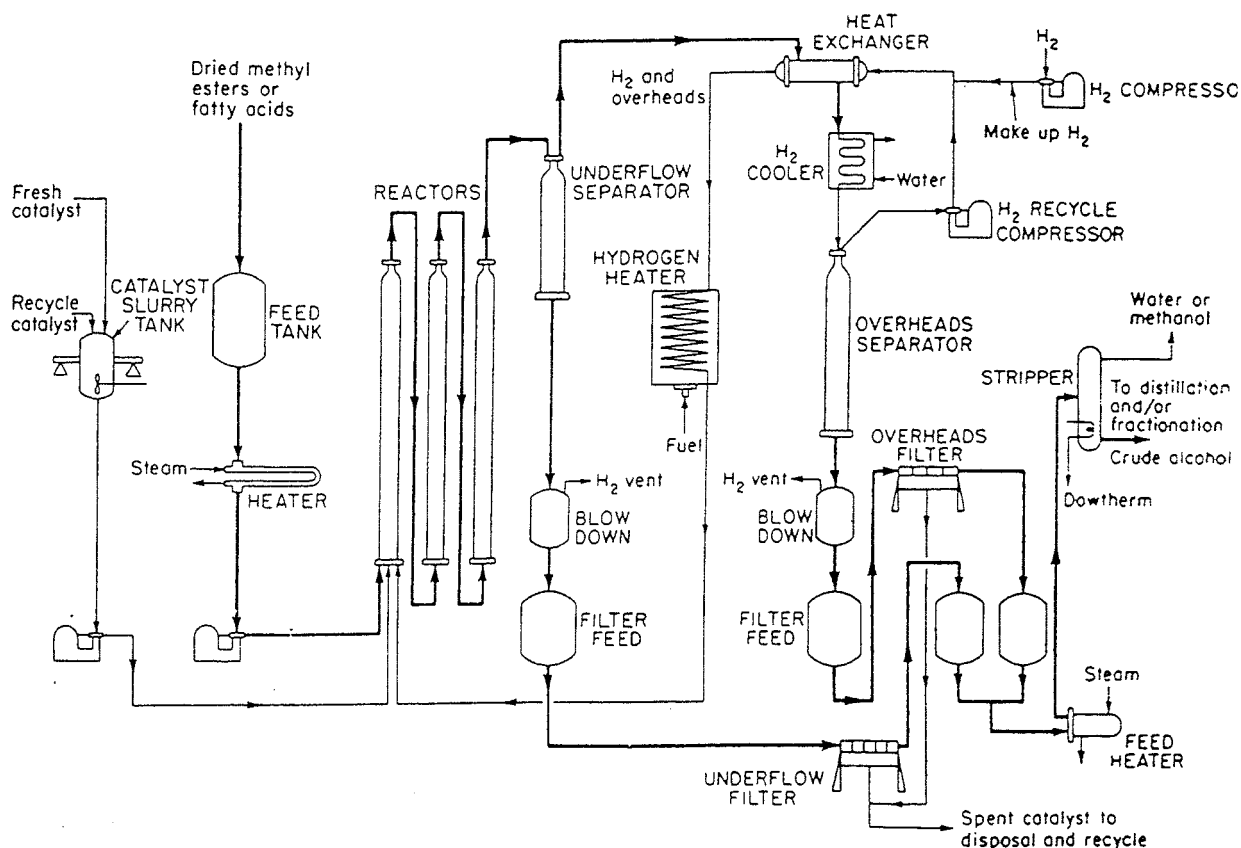 HEAT
EXCHANGER
H2
H2 COMPRESSO
Make up H2
Dried methyl
esters or
fatty acids
H2 and
overheads
H2
COOLER
Water
UNDERFLOW
SEPARATOR
REACTORS
Fresh
catalyst
H2 RECYCLE
COMPRESSOR
HYDROGEN
HEATER
CATALYST
SLURRY
TANK
Recycle
catalyst
FEED
TANK
OVERHEADS
SEPARATOR
Water or
methanol
STRIPPER
To distillation
and/or
fractionation
Crude alcohol
Dowtherm
Fuel
OVERHEADS
FILTER
Steam
HEATER
H2 vent
H2 vent
BLOW
DOWN
BLOW
DOWN
FILTER
FEED
FILTER
FEED
Steam
FEED
HEATER
UNDERFLOW
FILTER
Spent catalyst to
disposal and recycle